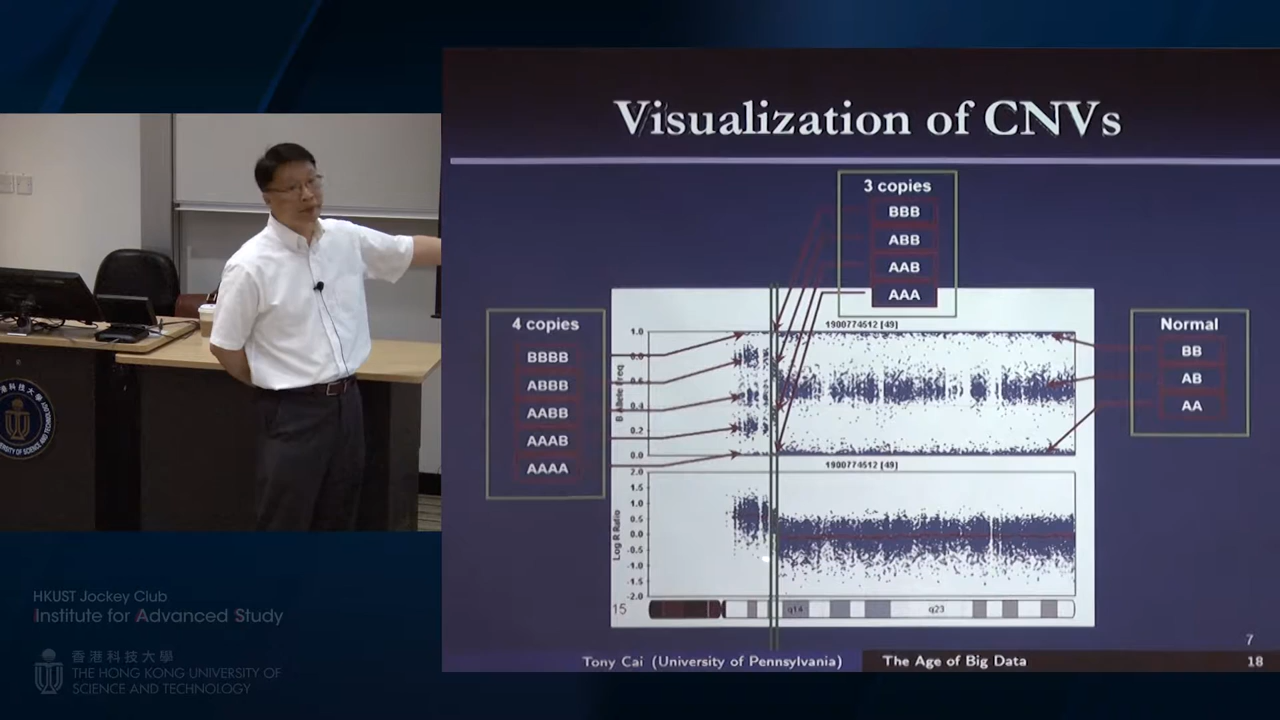 Visualization of CNVs
3 copies
BBB
ABB
AAB
AAA
4 copies
BBBB
ABBB
AABB
AAAB
AAAA
Normal
BB
AB
AA
1900774512 [49]
1.0
0.8
0.6
0.4
0.2
0.0
B Allele Freq
1900774512 [49]
2.0
1.5
1.0
0.5
0.0
-0.5
-1.0
-1.5
-2.0
Log R Ratio
15
q14
q23
7
Tony Cai (University of Pennsylvania)
The Age of Big Data
18
HKUST Jockey Club
Institute for Advanced Study
香港科技大學
THE HONG KONG UNIVERSITY OF
SCIENCE AND TECHNOLOGY